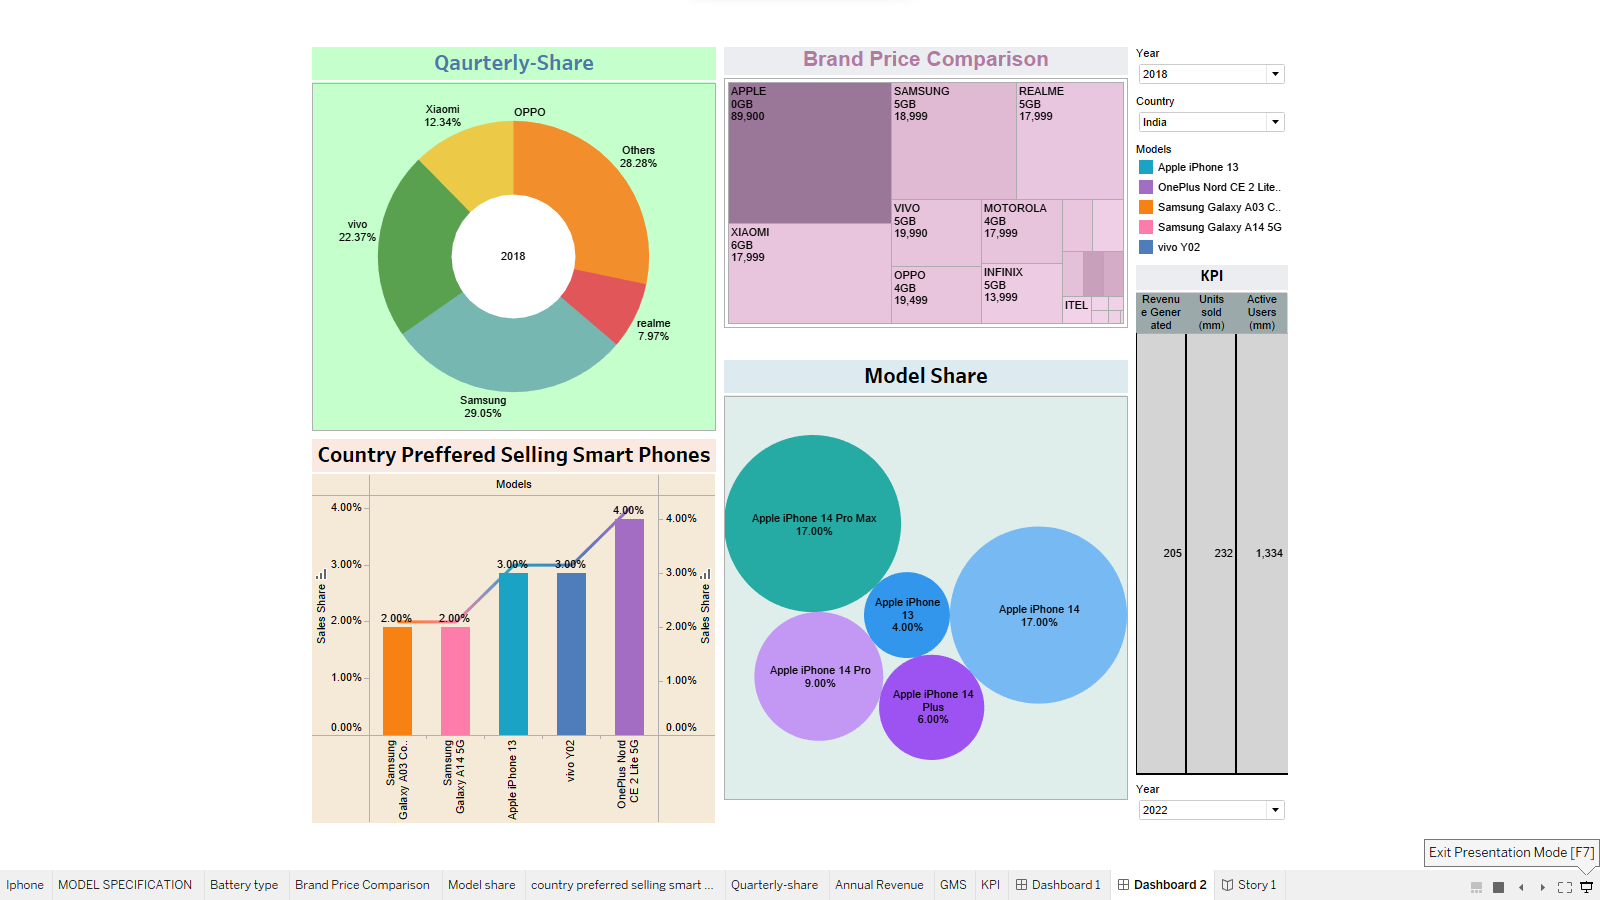 Qaurterly-Share
Xiaomi
12.34%
OPPO
Others
28.28%
vivo
22.37%
2018
realme
7.97%
Samsung
29.05%
Brand Price Comparison
APPLE
0GB
89,900
SAMSUNG
5GB
18,999
REALME
5GB
17,999
XIAOMI
6GB
17,999
VIVO
5GB
19,990
MOTOROLA
4GB
17,999
OPPO
4GB
19,499
INFINIX
5GB
13,999
ITEL
Year
2018
Country
India
Models
Apple iPhone 13
OnePlus Nord CE 2 Lite..
Samsung Galaxy A03 C..
Samsung Galaxy A14 5G
vivo Y02
KPI
Revenu
e Gener
ated
Units
sold
(mm)
Active
Users
(mm)
205
232
1,334
Year
2022
Country Preffered Selling Smart Phones
Models
4.00%
3.00%
2.00%
1.00%
0.00%
Sales Share
2.00%
2.00%
3.00%
3.00%
4.00%
4.00%
3.00%
2.00%
1.00%
0.00%
Sales Share
Samsung
Galaxy A03 Co..
Samsung
Galaxy A14 5G
Apple iPhone 13
vivo Y02
OnePlus Nord
CE 2 Lite 5G
Model Share
Apple iPhone 14 Pro Max
17.00%
Apple iPhone
13
4.00%
Apple iPhone 14
17.00%
Apple iPhone 14 Pro
9.00%
Apple iPhone 14
Plus
6.00%
Exit Presentation Mode [F7]
Iphone
MODEL SPECIFICATION
Battery type
Brand Price Comparison
Model share
country preferred selling smart ...
Quarterly-share
Annual Revenue
GMS
KPI
Dashboard 1
Dashboard 2
Story 1